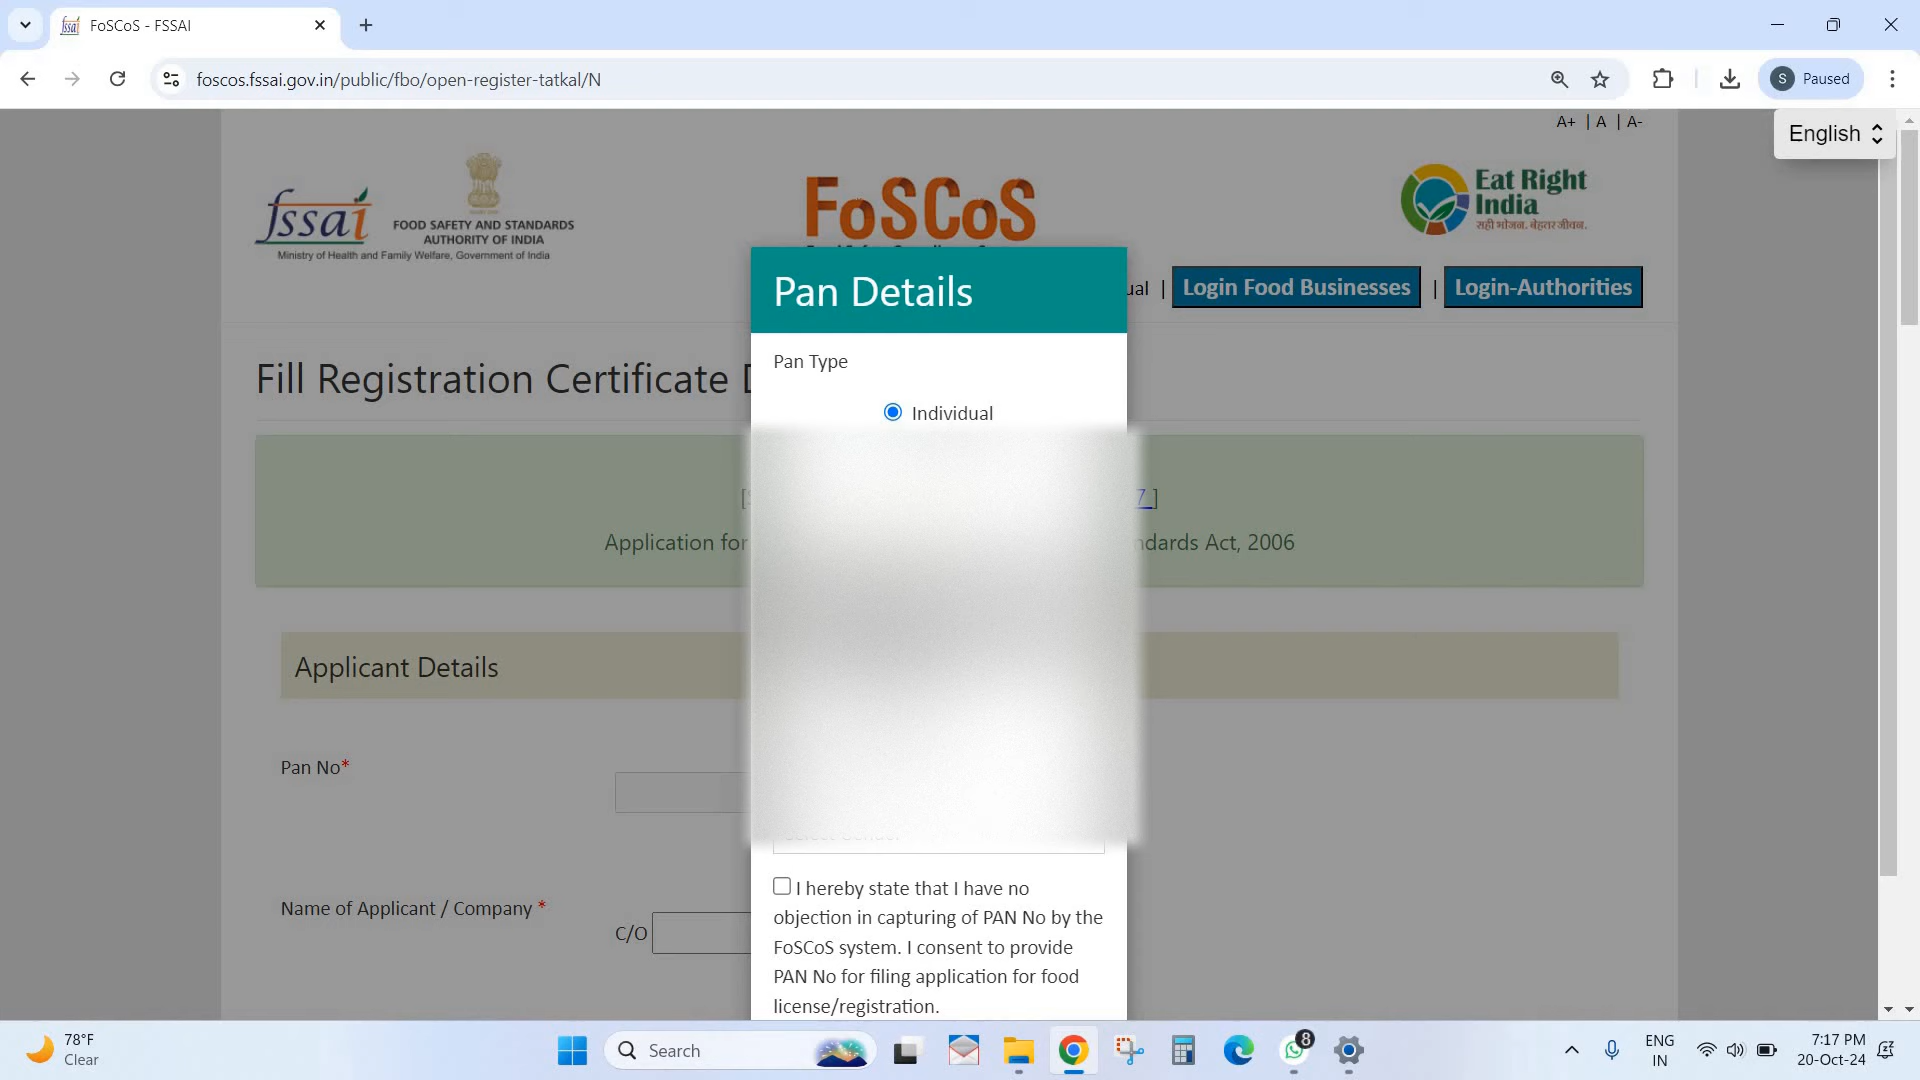 FoSCoS - FSSAI
foscos.fssai.gov.in/public/fbo/open-register-tatkal/N
S Paused
A+ | A | A-
English
fssai
FOOD SAFETY AND STANDARDS
AUTHORITY OF INDIA
Ministry of Health and Family Welfare, Government of India
FoSCoS
Eat Right
India
सही भोजन. बेहतर जीवन.
ual | Login Food Businesses | Login-Authorities
Pan Details
Pan Type
Individual
Fill Registration Certificate D
[
7 ]
Application for
ndards Act, 2006
Applicant Details
Pan No*
Name of Applicant / Company *
C/O
I hereby state that I have no
objection in capturing of PAN No by the
FoSCoS system. I consent to provide
PAN No for filing application for food
license/registration.
78°F
Clear
Search
8
ENG
IN
7:17 PM
20-Oct-24